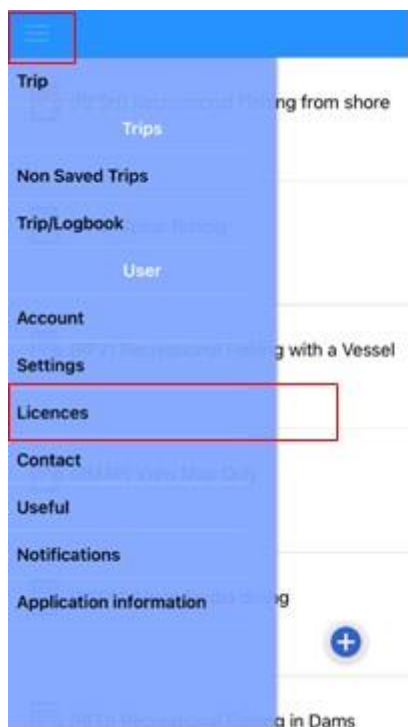 Trip
ng from shore
Trips
Non Saved Trips
Trip/Logbook
User
Account
g with a Vessel
Settings
Licences
Contact
Useful
Notifications
ng
Application information
g in Dams